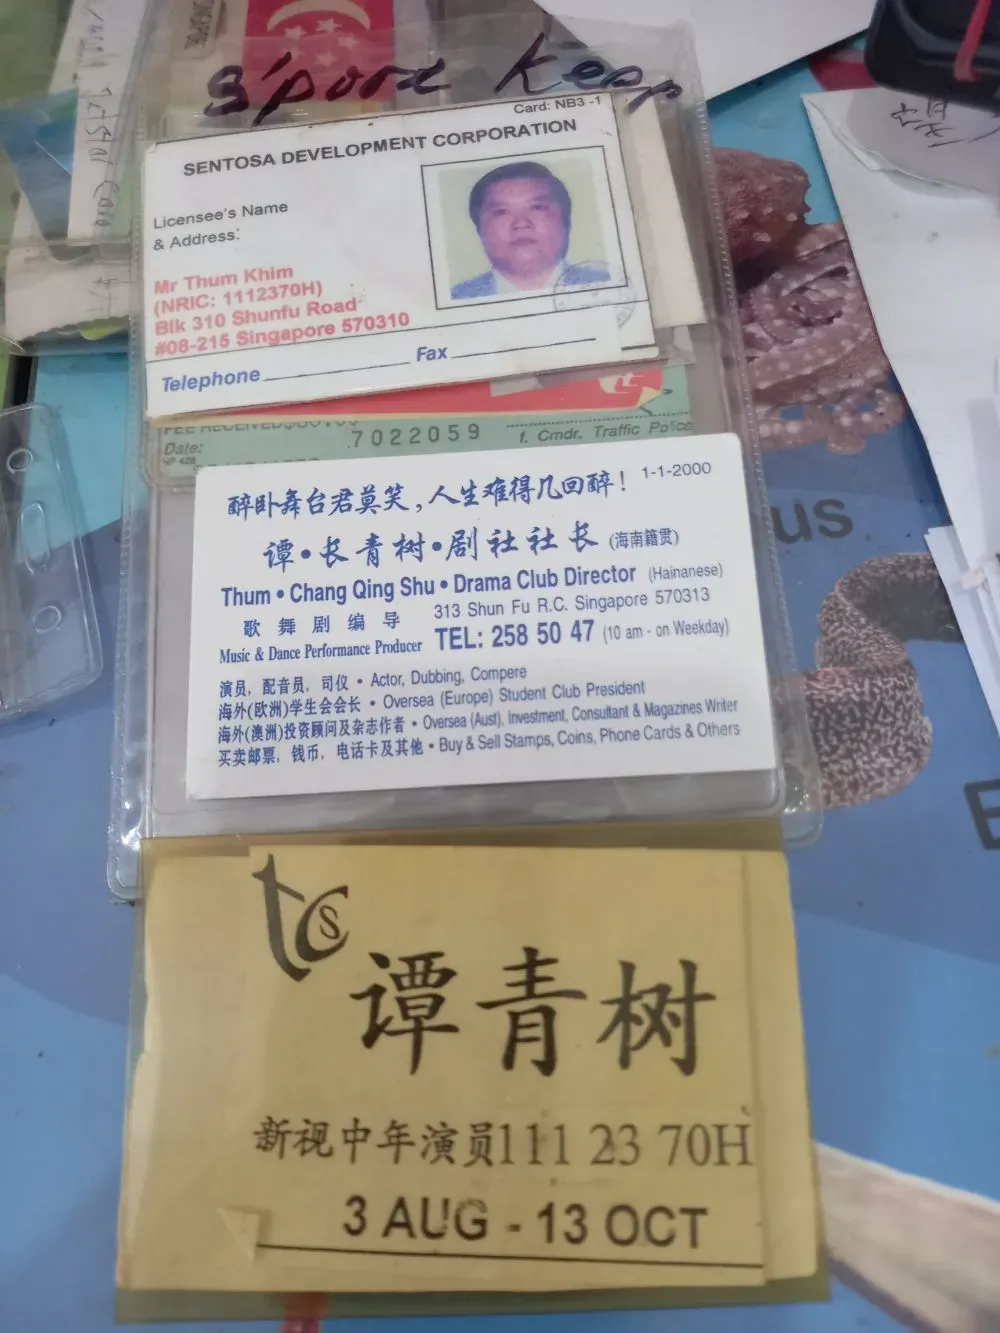 S'pore keep
Card: NB3 -1
SENTOSA DEVELOPMENT CORPORATION
Licensee's Name
& Address:
Mr Thum Khim
(NRIC: 1112370H)
Blk 310 Shunfu Road
#08-215 Singapore 570310
Telephone
Fax
Date:
7022059
f. Cmdr. Traffic Police
醉卧舞台君莫笑，人生难得几回醉！
1-1-2000
谭•长青树•剧社社长 (海南籍贯)
Thum • Chang Qing Shu • Drama Club Director (Hainanese)
歌舞剧编导
313 Shun Fu R.C. Singapore 570313
Music & Dance Performance Producer
TEL: 258 50 47 (10 am - on Weekday)
演员，配音员，司仪 • Actor, Dubbing, Compere
海外(欧洲)学生会会长 • Oversea (Europe) Student Club President
海外(澳洲)投资顾问及杂志作者 • Oversea (Aust), Investment, Consultant & Magazines Writer
买卖邮票，钱币，电话卡及其他 • Buy & Sell Stamps, Coins, Phone Cards & Others
tcs
谭青树
新视中年演员111 23 70H
3 AUG - 13 OCT